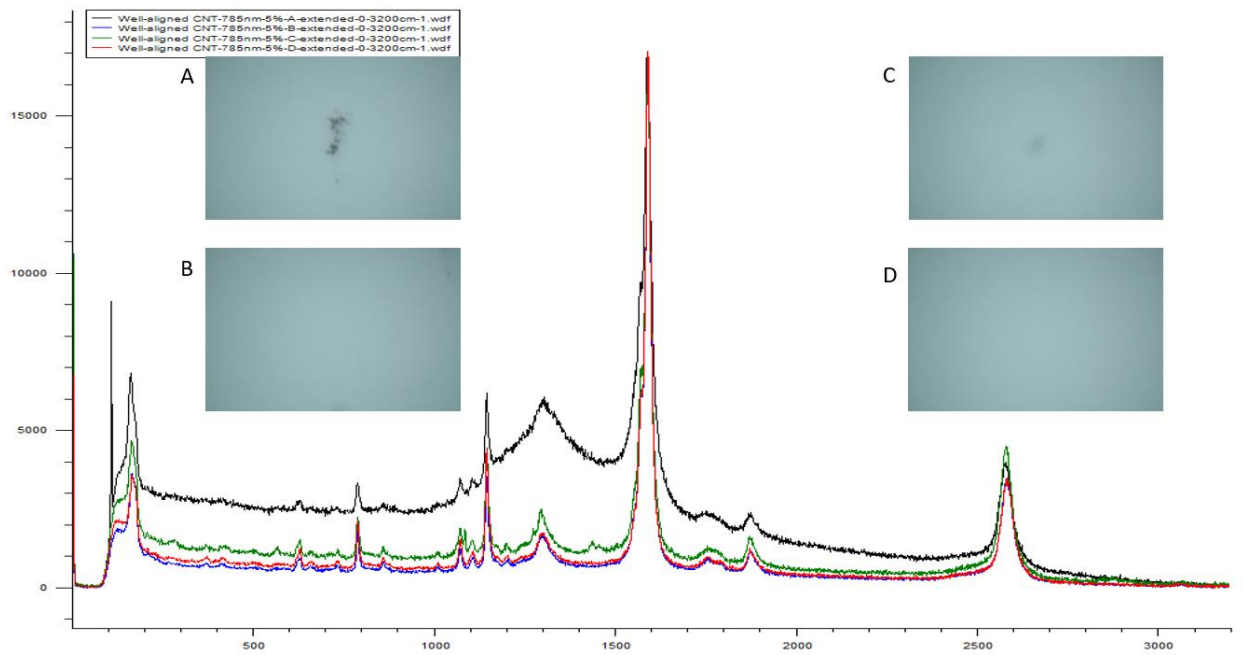 Well-aligned CNT-785nm-5%-A-extended-0-3200cm-1.wdf
Well-aligned CNT-785nm-5%-B-extended-0-3200cm-1.wdf
Well-aligned CNT-785nm-5%-C-extended-0-3200cm-1.wdf
Well-aligned CNT-785nm-5%-D-extended-0-3200cm-1.wdf
A
C
15000
B
D
10000
5000
0
500 1000 1500 2000 2500 3000